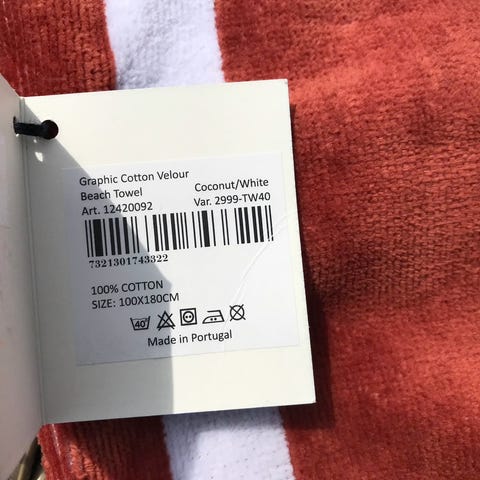 Graphic Cotton Velour
Beach Towel Coconut/White
Art. 12420092 Var. 2999-TW40
7321301743322
100% COTTON
SIZE: 100X180CM
40°
Made in Portugal